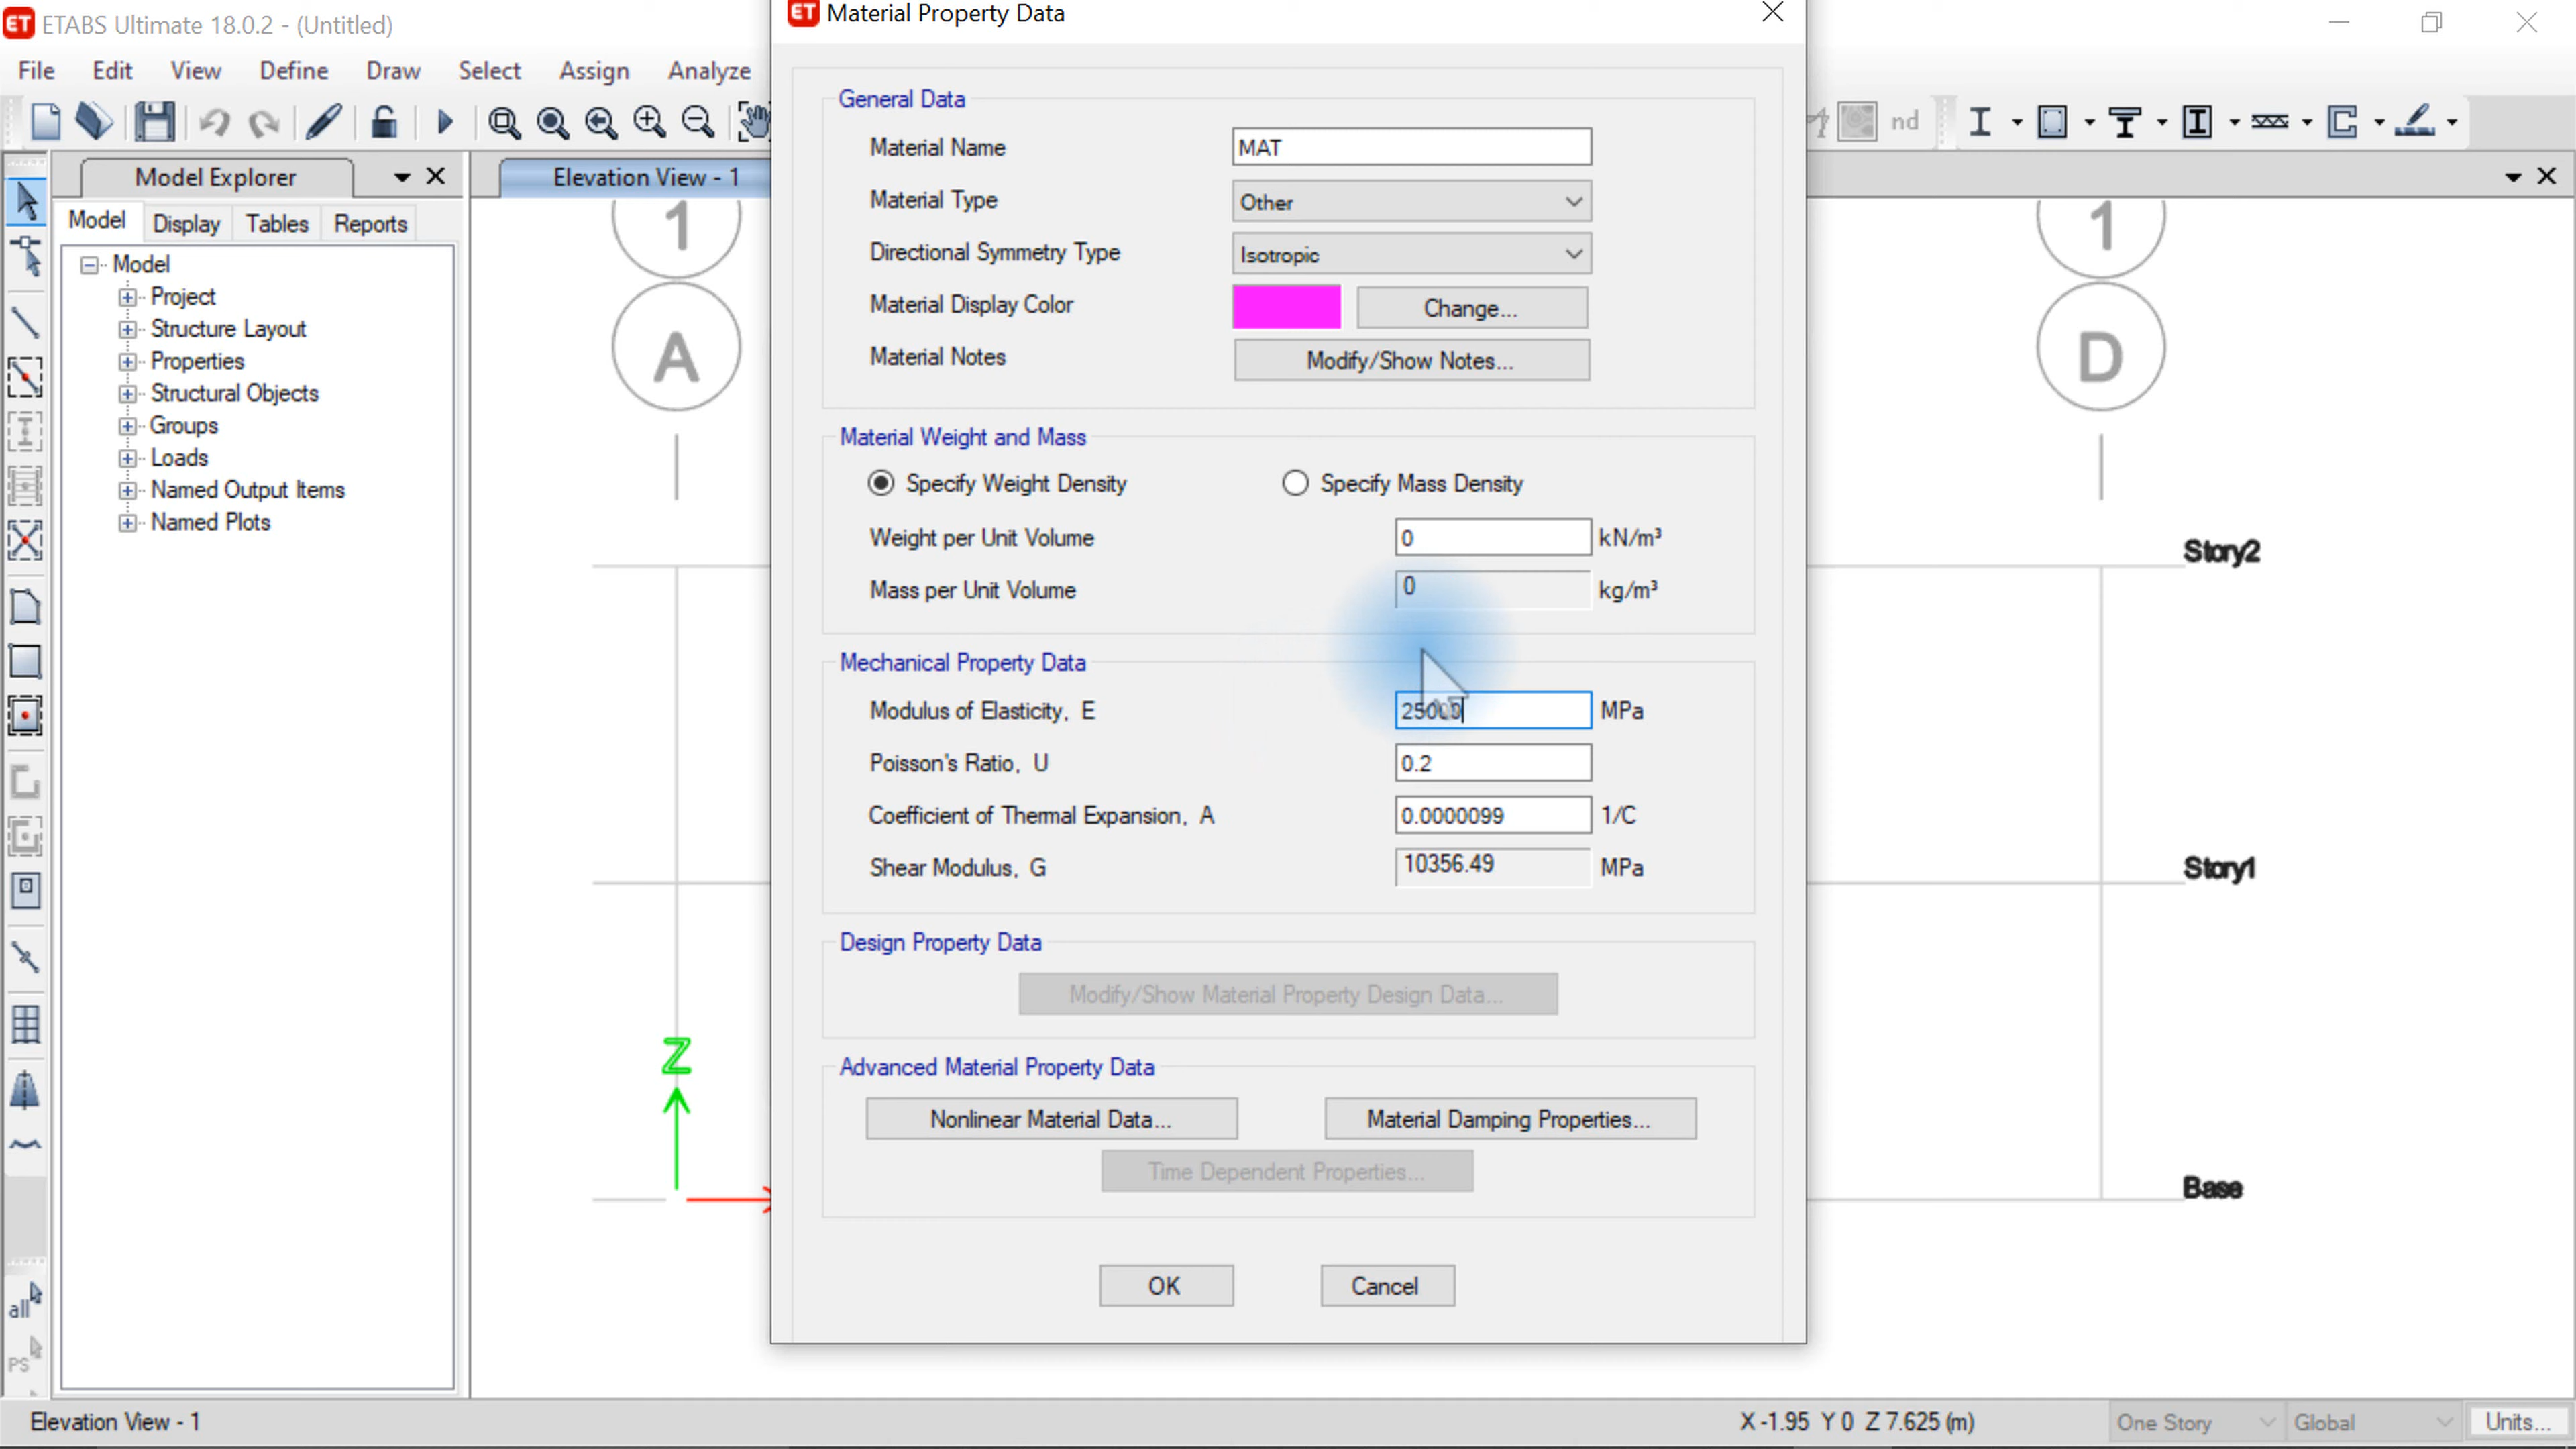 ETABS Ultimate 18.0.2 - (Untitled)
File Edit View Define Draw Select Assign Analyze
nd
Model Explorer
Model Display Tables Reports
Model
Project
Structure Layout
Properties
Structural Objects
Groups
Loads
Named Output Items
Named Plots
all
PS
Elevation View - 1
1
A
Z
ET Material Property Data
General Data
Material Name MAT
Material Type Other
Directional Symmetry Type Isotropic
Material Display Color Change...
Material Notes Modify/Show Notes...
Material Weight and Mass
Specify Weight Density Specify Mass Density
Weight per Unit Volume 0 kN/m³
Mass per Unit Volume 0 kg/m³
Mechanical Property Data
Modulus of Elasticity, E 25000 MPa
Poisson's Ratio, U 0.2
Coefficient of Thermal Expansion, A 0.0000099 1/C
Shear Modulus, G 10356.49 MPa
Design Property Data
Modify/Show Material Property Design Data...
Advanced Material Property Data
Nonlinear Material Data... Material Damping Properties...
Time Dependent Properties...
OK Cancel
1
D
Story2
Story1
Base
Elevation View - 1 X -1.95 Y 0 Z 7.625 (m) One Story Global Units...